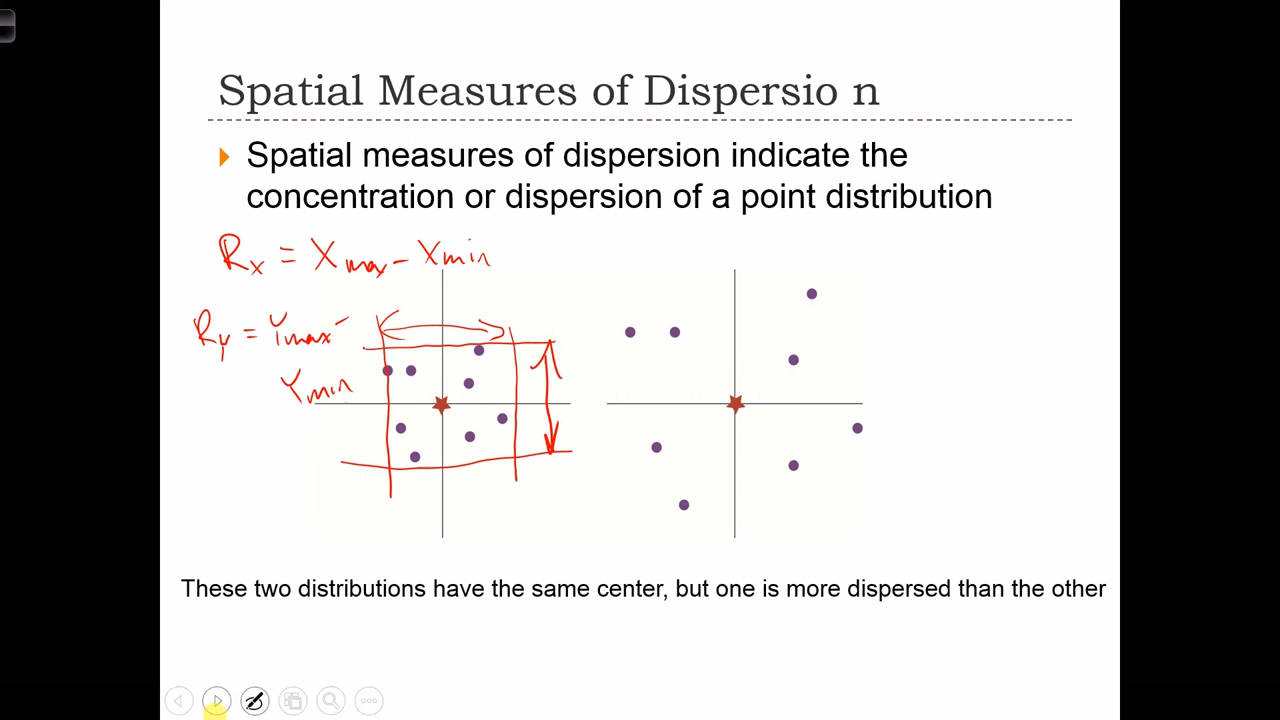 Spatial Measures of Dispersio n
Spatial measures of dispersion indicate the
concentration or dispersion of a point distribution
Rx = Xmax - Xmin
Ry = Ymax -
Ymin
These two distributions have the same center, but one is more dispersed than the other